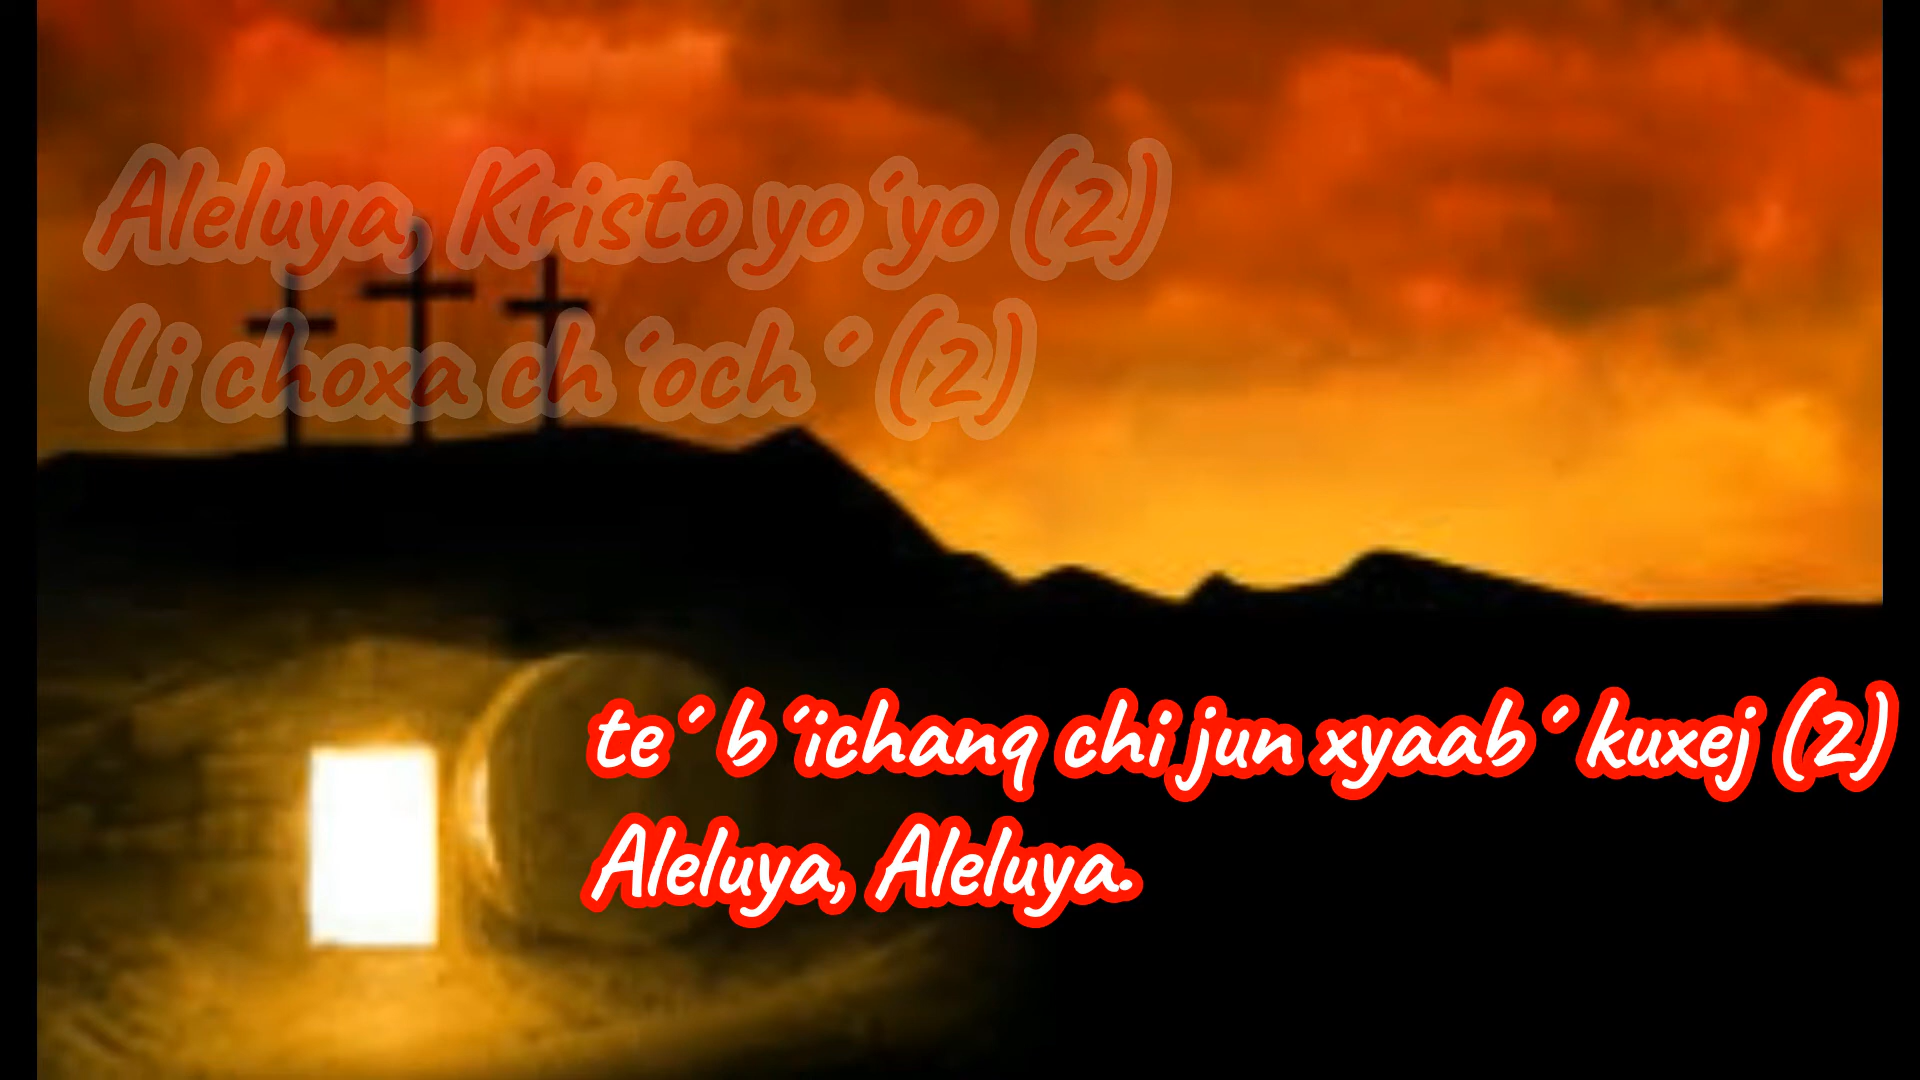 Aleluya, Kristo yo´yo (2)
Li choxa ch´och´ (2)
te´ b´ichanq chi jun xyaab´ kuxej (2)
Aleluya, Aleluya.